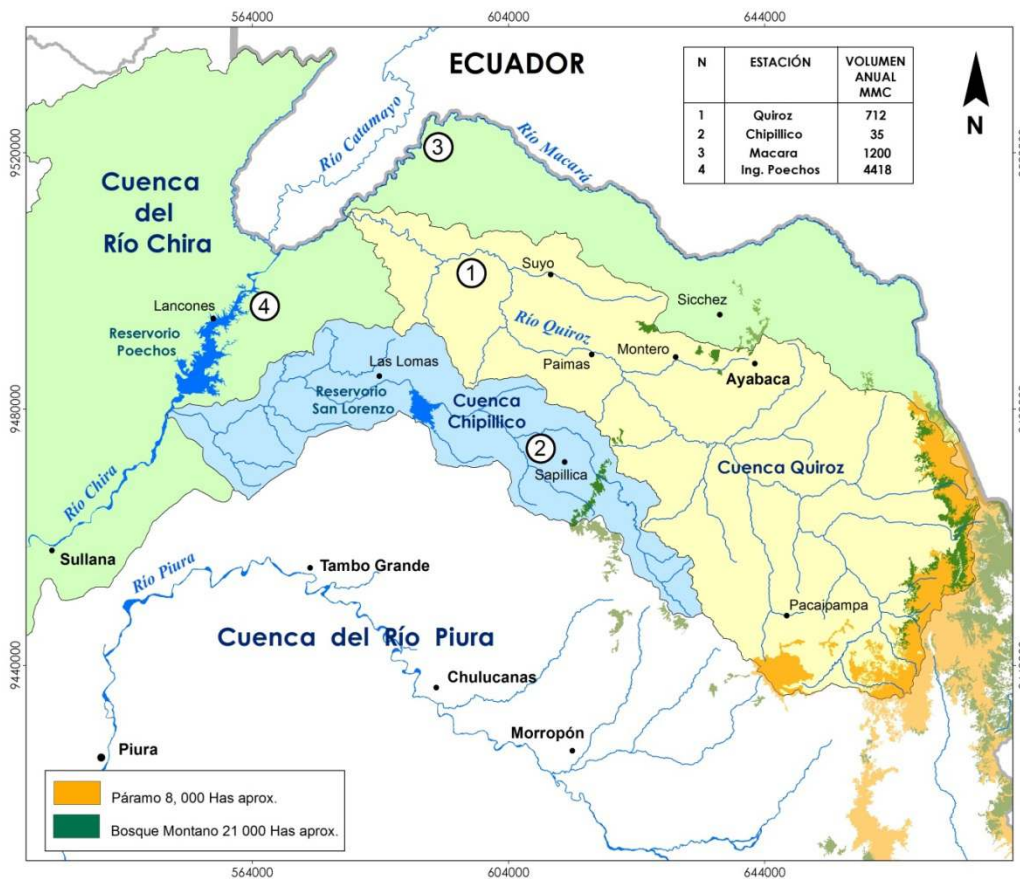 564000
604000
644000
ECUADOR
N ESTACIÓN VOLUMEN ANUAL MMC
1 Quiroz 712
2 Chipillico 35
3 Macara 1200
4 Ing. Poechos 4418
N
9520000
Río Catamayo
Río Macará
3
Cuenca
del
Río Chira
1
Suyo
Lancones
4
Sicchez
Reservorio
Poechos
Río Quiroz
Las Lomas
Paimas
Montero
Ayabaca
Reservorio
San Lorenzo
Cuenca
Chipillico
9480000
2
Sapillica
Cuenca Quiroz
Río Chira
Sullana
Río Piura
Tambo Grande
Pacaipampa
Cuenca del Río Piura
9440000
Chulucanas
Morropón
Piura
Páramo 8, 000 Has aprox.
Bosque Montano 21 000 Has aprox.
564000
604000
644000